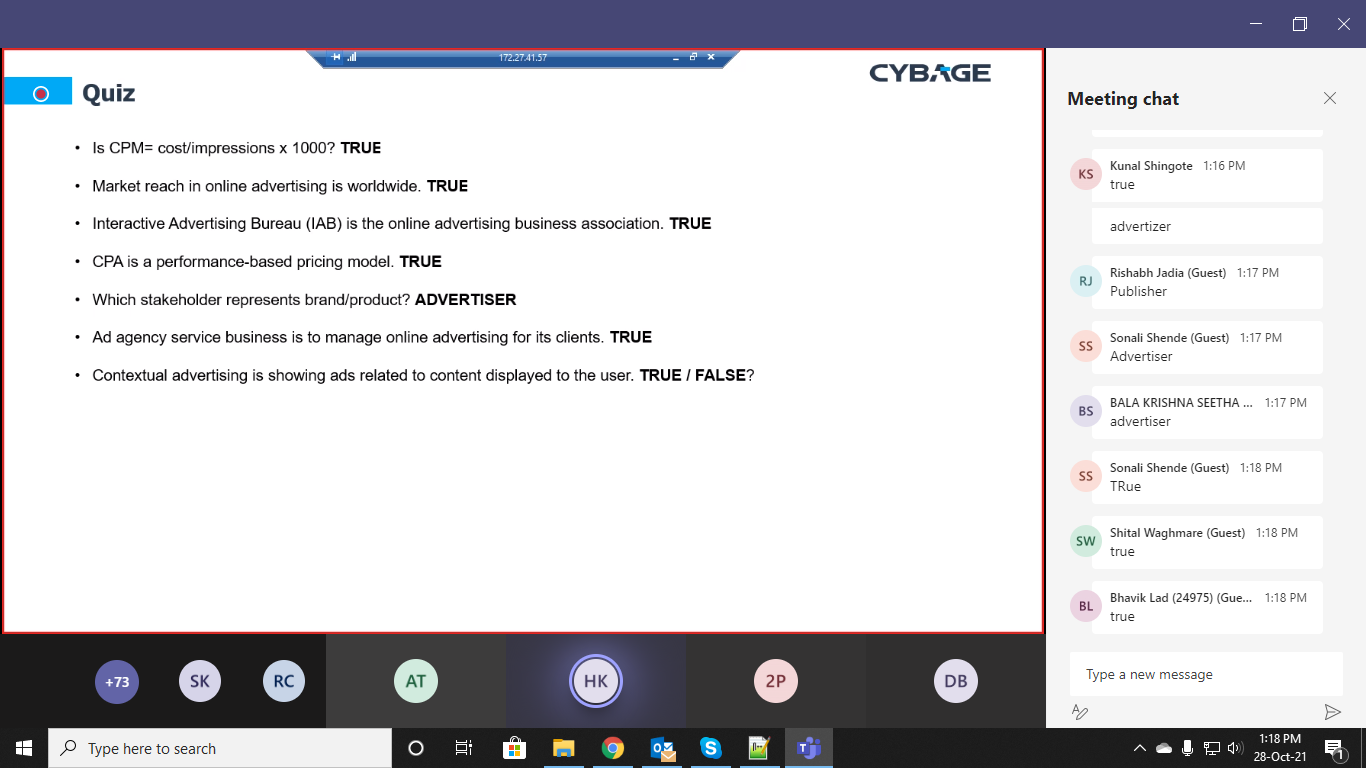 172.27.41.57
CYBAGE
Quiz
• Is CPM= cost/impressions x 1000? TRUE
• Market reach in online advertising is worldwide. TRUE
• Interactive Advertising Bureau (IAB) is the online advertising business association. TRUE
• CPA is a performance-based pricing model. TRUE
• Which stakeholder represents brand/product? ADVERTISER
• Ad agency service business is to manage online advertising for its clients. TRUE
• Contextual advertising is showing ads related to content displayed to the user. TRUE / FALSE?
Meeting chat
KS
Kunal Shingote 1:16 PM
true
advertizer
RJ
Rishabh Jadia (Guest) 1:17 PM
Publisher
SS
Sonali Shende (Guest) 1:17 PM
Advertiser
BS
BALA KRISHNA SEETHA ... 1:17 PM
advertiser
SS
Sonali Shende (Guest) 1:18 PM
TRue
SW
Shital Waghmare (Guest) 1:18 PM
true
BL
Bhavik Lad (24975) (Gue... 1:18 PM
true
Type a new message
+73 SK RC AT HK 2P DB
Type here to search
1:18 PM
28-Oct-21
1